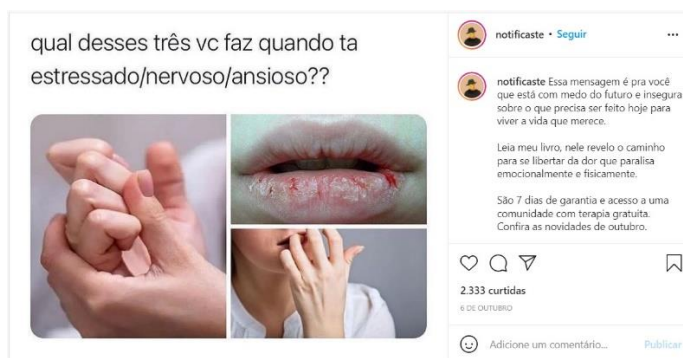 qual desses três vc faz quando ta
estressado/nervoso/ansioso??
notificaste • Seguir
notificaste Essa mensagem é pra você
que está com medo do futuro e insegura
sobre o que precisa ser feito hoje para
viver a vida que merece.
Leia meu livro, nele revelo o caminho
para se libertar da dor que paralisa
emocionalmente e fisicamente.
São 7 dias de garantia e acesso a uma
comunidade com terapia gratuita.
Confira as novidades de outubro.
2.333 curtidas
6 DE OUTUBRO
Adicione um comentário... Publicar